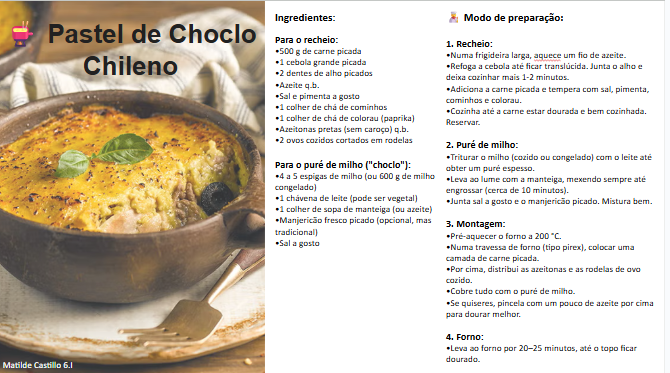 Pastel de Choclo
Chileno
Matilde Castillo 6.I
Ingredientes:
Para o recheio:
•500 g de carne picada
•1 cebola grande picada
•2 dentes de alho picados
•Azeite q.b.
•Sal e pimenta a gosto
•1 colher de chá de cominhos
•1 colher de chá de colorau (paprika)
•Azeitonas pretas (sem caroço) q.b.
•2 ovos cozidos cortados em rodelas
Para o puré de milho ("choclo"):
•4 a 5 espigas de milho (ou 600 g de milho
congelado)
•1 chávena de leite (pode ser vegetal)
•1 colher de sopa de manteiga (ou azeite)
•Manjericão fresco picado (opcional, mas
tradicional)
•Sal a gosto
Modo de preparação:
1. Recheio:
•Numa frigideira larga, aquece um fio de azeite.
•Refoga a cebola até ficar translúcida. Junta o alho e
deixa cozinhar mais 1-2 minutos.
•Adiciona a carne picada e tempera com sal, pimenta,
cominhos e colorau.
•Cozinha até a carne estar dourada e bem cozinhada.
Reservar.
2. Puré de milho:
•Triturar o milho (cozido ou congelado) com o leite até
obter um puré espesso.
•Leva ao lume com a manteiga, mexendo sempre até
engrossar (cerca de 10 minutos).
•Junta sal a gosto e o manjericão picado. Mistura bem.
3. Montagem:
•Pré-aquecer o forno a 200 °C.
•Numa travessa de forno (tipo pirex), colocar uma
camada de carne picada.
•Por cima, distribui as azeitonas e as rodelas de ovo
cozido.
•Cobre tudo com o puré de milho.
•Se quiseres, pincela com um pouco de azeite por cima
para dourar melhor.
4. Forno:
•Leva ao forno por 20–25 minutos, até o topo ficar
dourado.